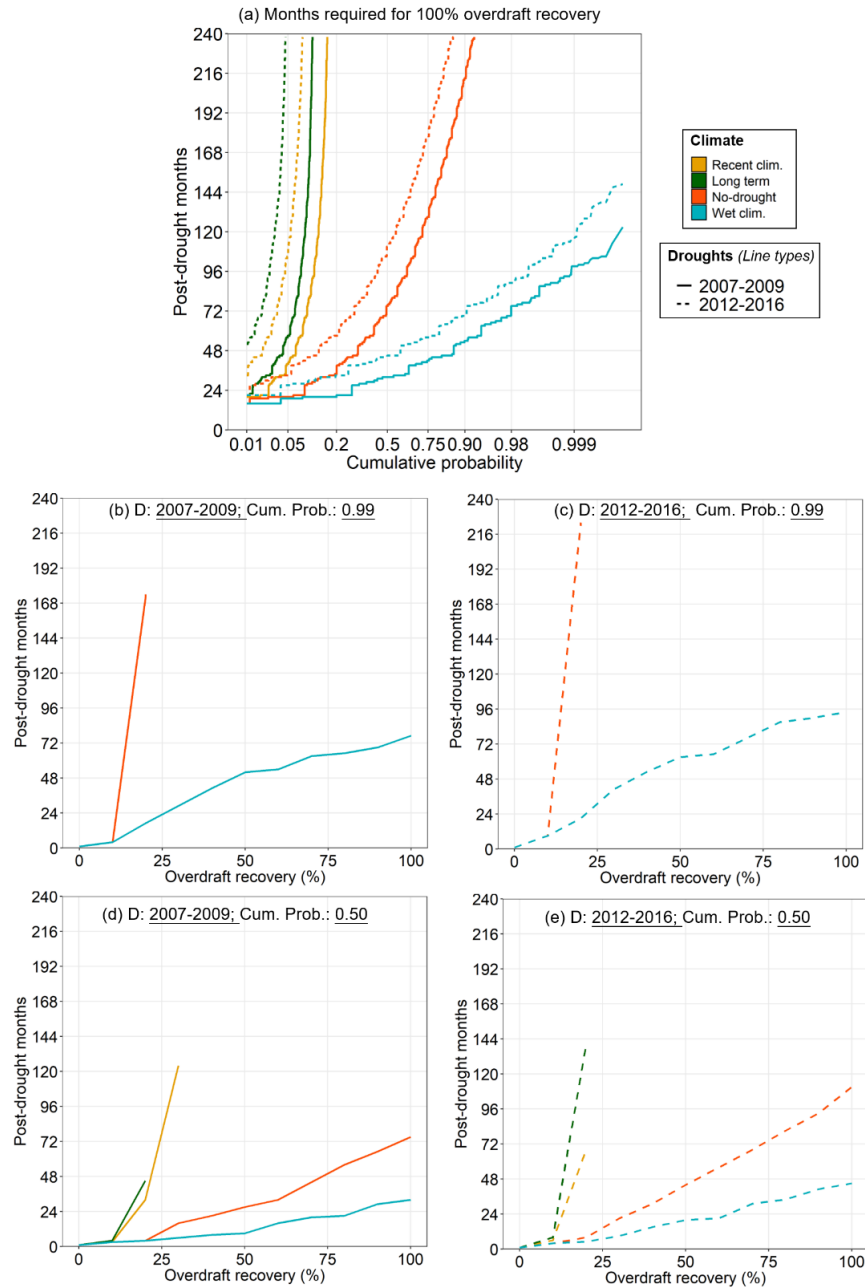 (a) Months required for 100% overdraft recovery
240
216
192
168
144
120
96
72
48
24
0
Post-drought months
0.01 0.05 0.2 0.5 0.75 0.90 0.98 0.999
Cumulative probability
Climate
Recent clim.
Long term
No-drought
Wet clim.
Droughts (Line types)
2007-2009
2012-2016
(b) D: 2007-2009; Cum. Prob.: 0.99
240
216
192
168
144
120
96
72
48
24
0
Post-drought months
0 25 50 75 100
Overdraft recovery (%)
(c) D: 2012-2016; Cum. Prob.: 0.99
240
216
192
168
144
120
96
72
48
24
0
Post-drought months
0 25 50 75 100
Overdraft recovery (%)
(d) D: 2007-2009; Cum. Prob.: 0.50
240
216
192
168
144
120
96
72
48
24
0
Post-drought months
0 25 50 75 100
Overdraft recovery (%)
(e) D: 2012-2016; Cum. Prob.: 0.50
240
216
192
168
144
120
96
72
48
24
0
Post-drought months
0 25 50 75 100
Overdraft recovery (%)